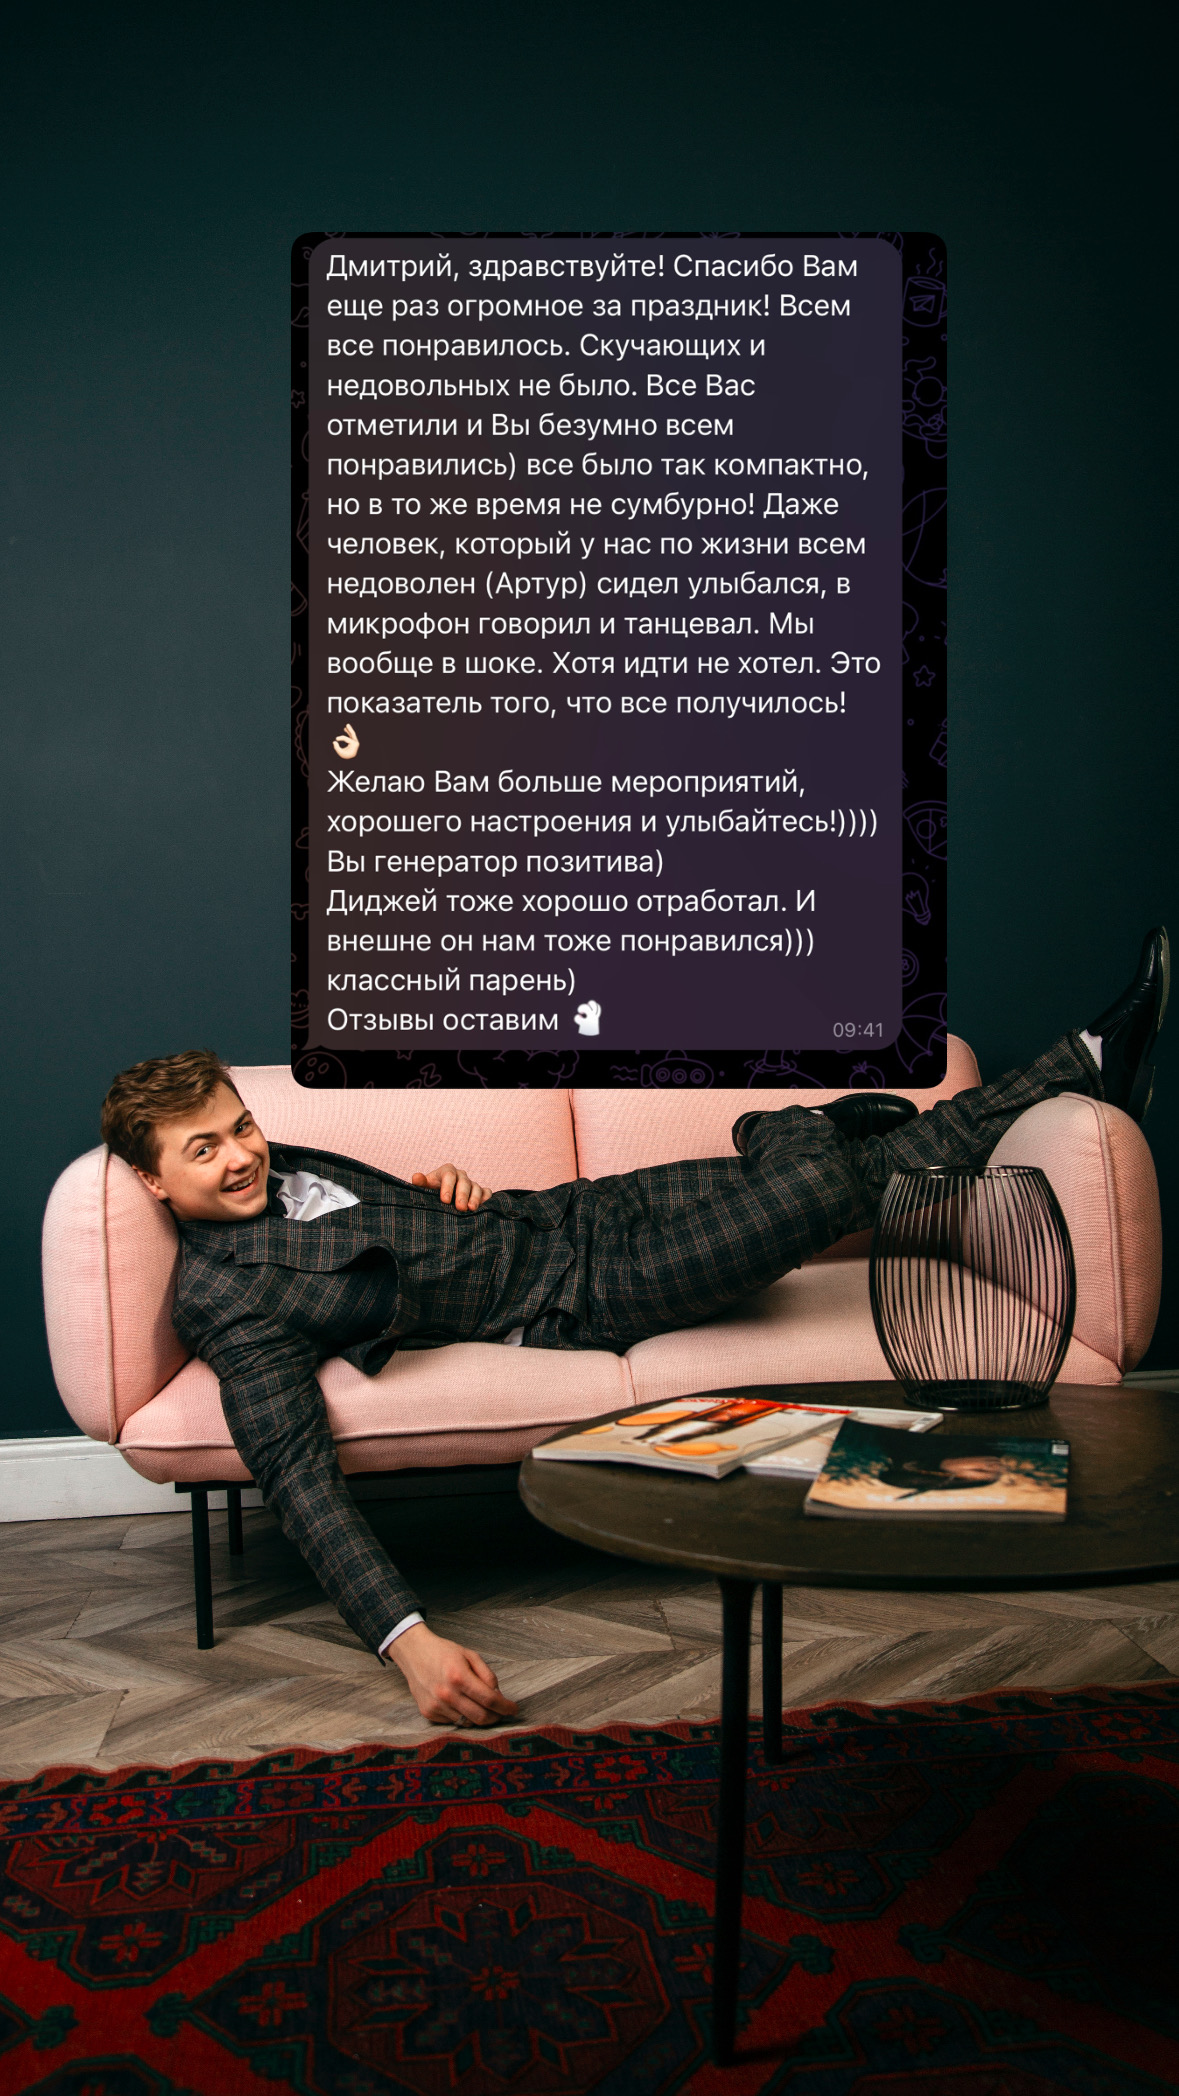 Дмитрий, здравствуйте! Спасибо Вам
еще раз огромное за праздник! Всем
все понравилось. Скучающих и
недовольных не было. Все Вас
отметили и Вы безумно всем
понравились) все было так компактно,
но в то же время не сумбурно! Даже
человек, который у нас по жизни всем
недоволен (Артур) сидел улыбался, в
микрофон говорил и танцевал. Мы
вообще в шоке. Хотя идти не хотел. Это
показатель того, что все получилось!
👌🏻
Желаю Вам больше мероприятий,
хорошего настроения и улыбайтесь!))))
Вы генератор позитива)
Диджей тоже хорошо отработал. И
внешне он нам тоже понравился)))
классный парень)
Отзывы оставим 👌🏻
09:41